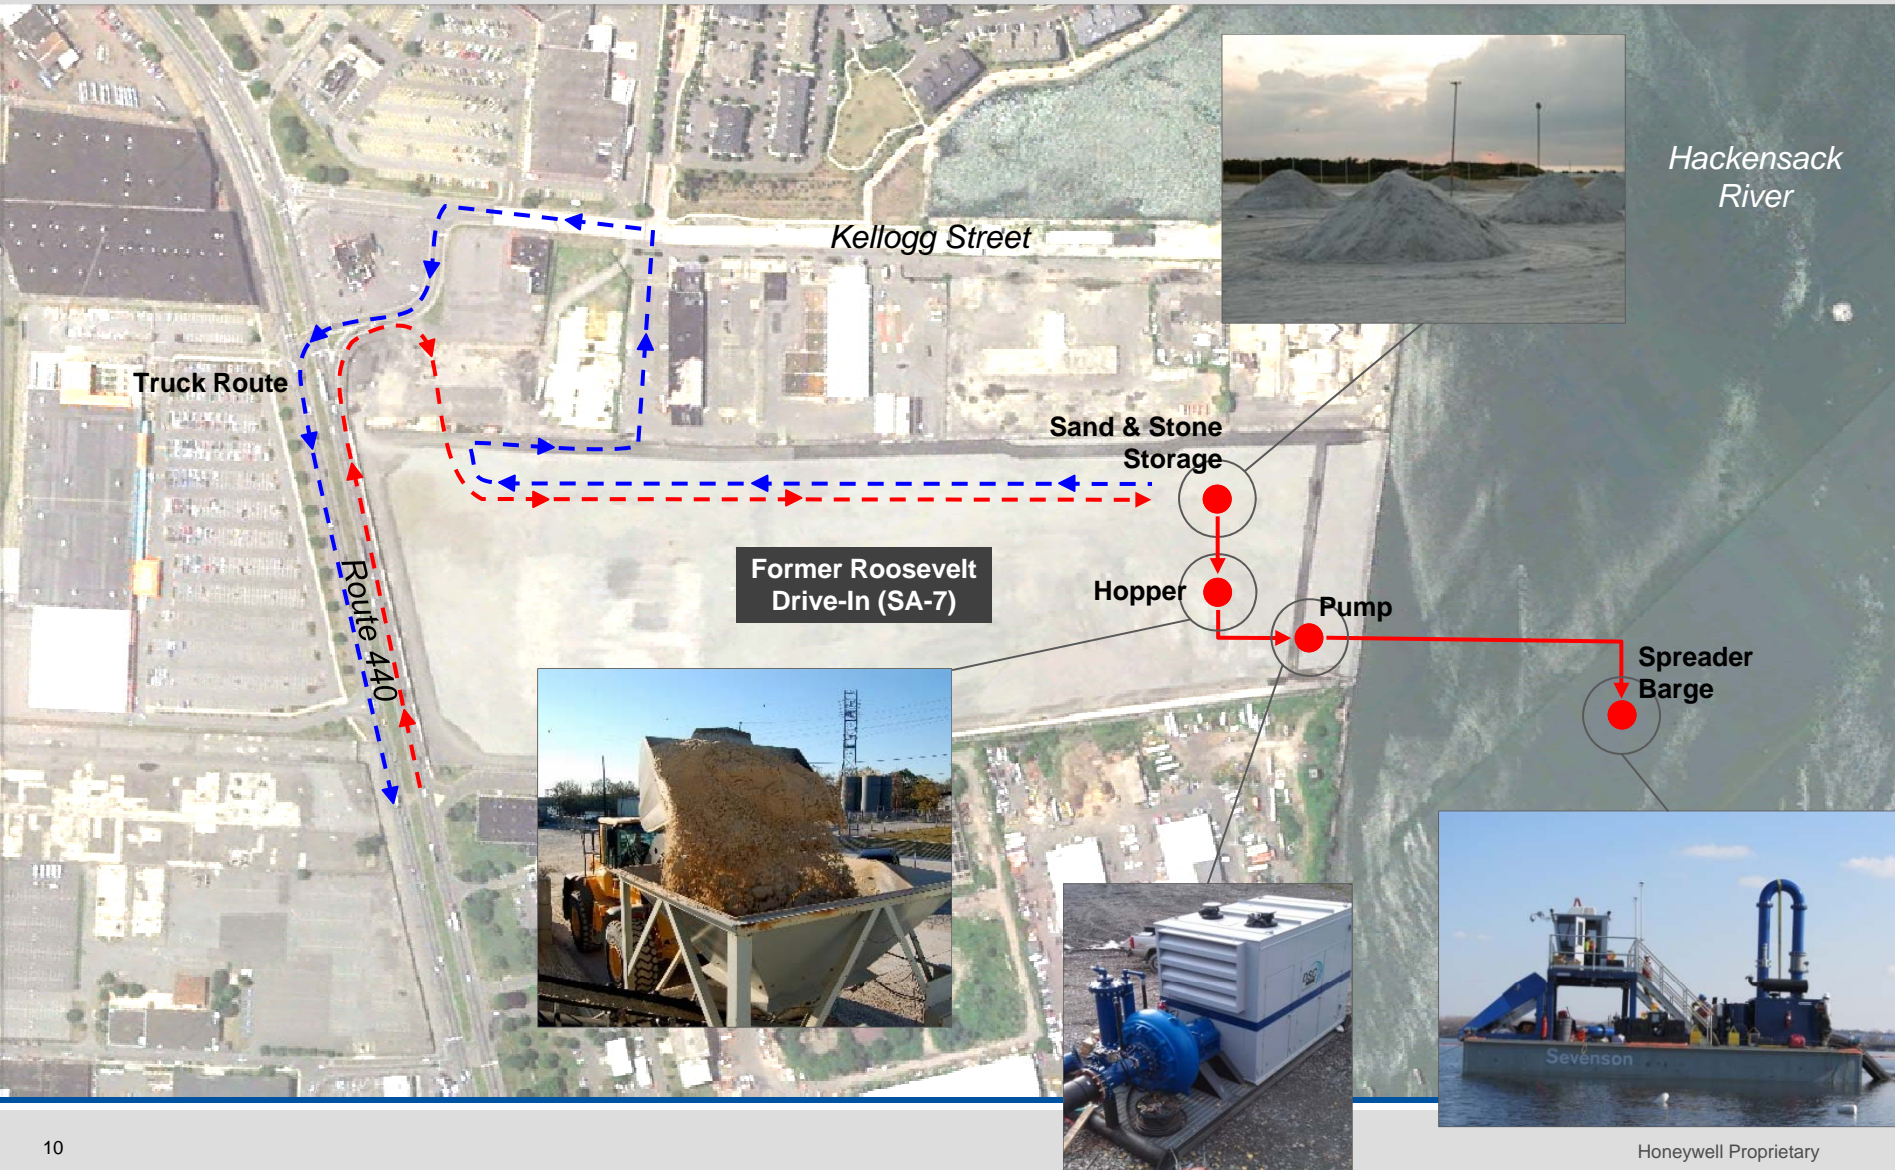 Hackensack
River
Kellogg Street
Truck Route
Sand & Stone
Storage
Former Roosevelt
Drive-In (SA-7)
Hopper
Pump
Route 440
Spreader
Barge
DSC
Sevenson
10
Honeywell Proprietary